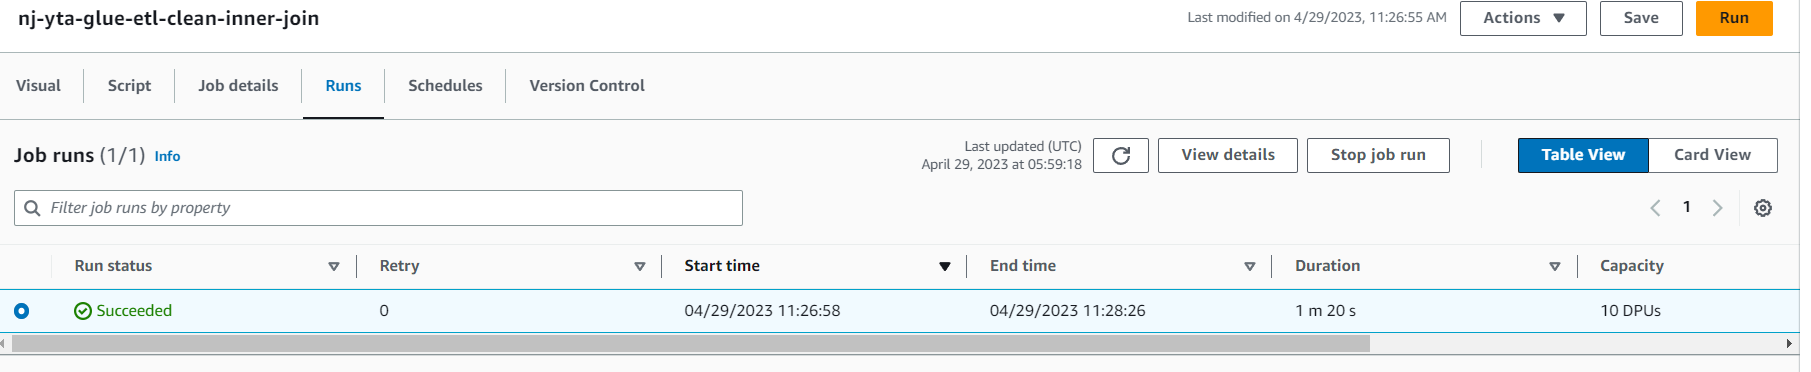 nj-yta-glue-etl-clean-inner-join
Last modified on 4/29/2023, 11:26:55 AM
Actions
Save
Run
Visual
Script
Job details
Runs
Schedules
Version Control
Job runs (1/1) Info
Last updated (UTC)
April 29, 2023 at 05:59:18
View details
Stop job run
Table View
Card View
Filter job runs by property
1
Run status
Retry
Start time
End time
Duration
Capacity
Succeeded
0
04/29/2023 11:26:58
04/29/2023 11:28:26
1 m 20 s
10 DPUs